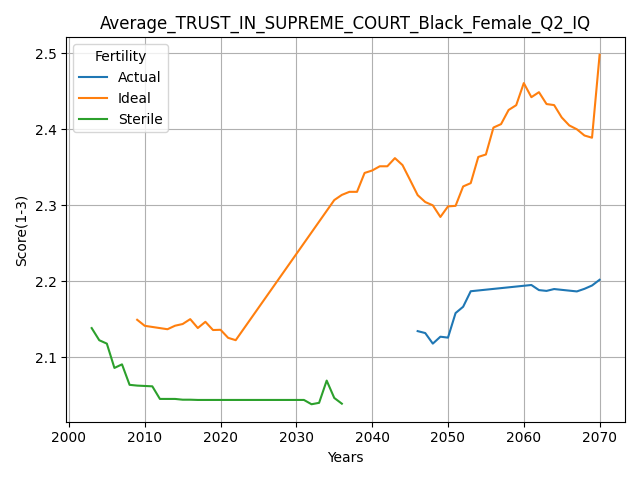 Average_TRUST_IN_SUPREME_COURT_Black_Female_Q2_IQ
Fertility
Actual
Ideal
Sterile
Score(1-3)
2.5
2.4
2.3
2.2
2.1
2000 2010 2020 2030 2040 2050 2060 2070
Years